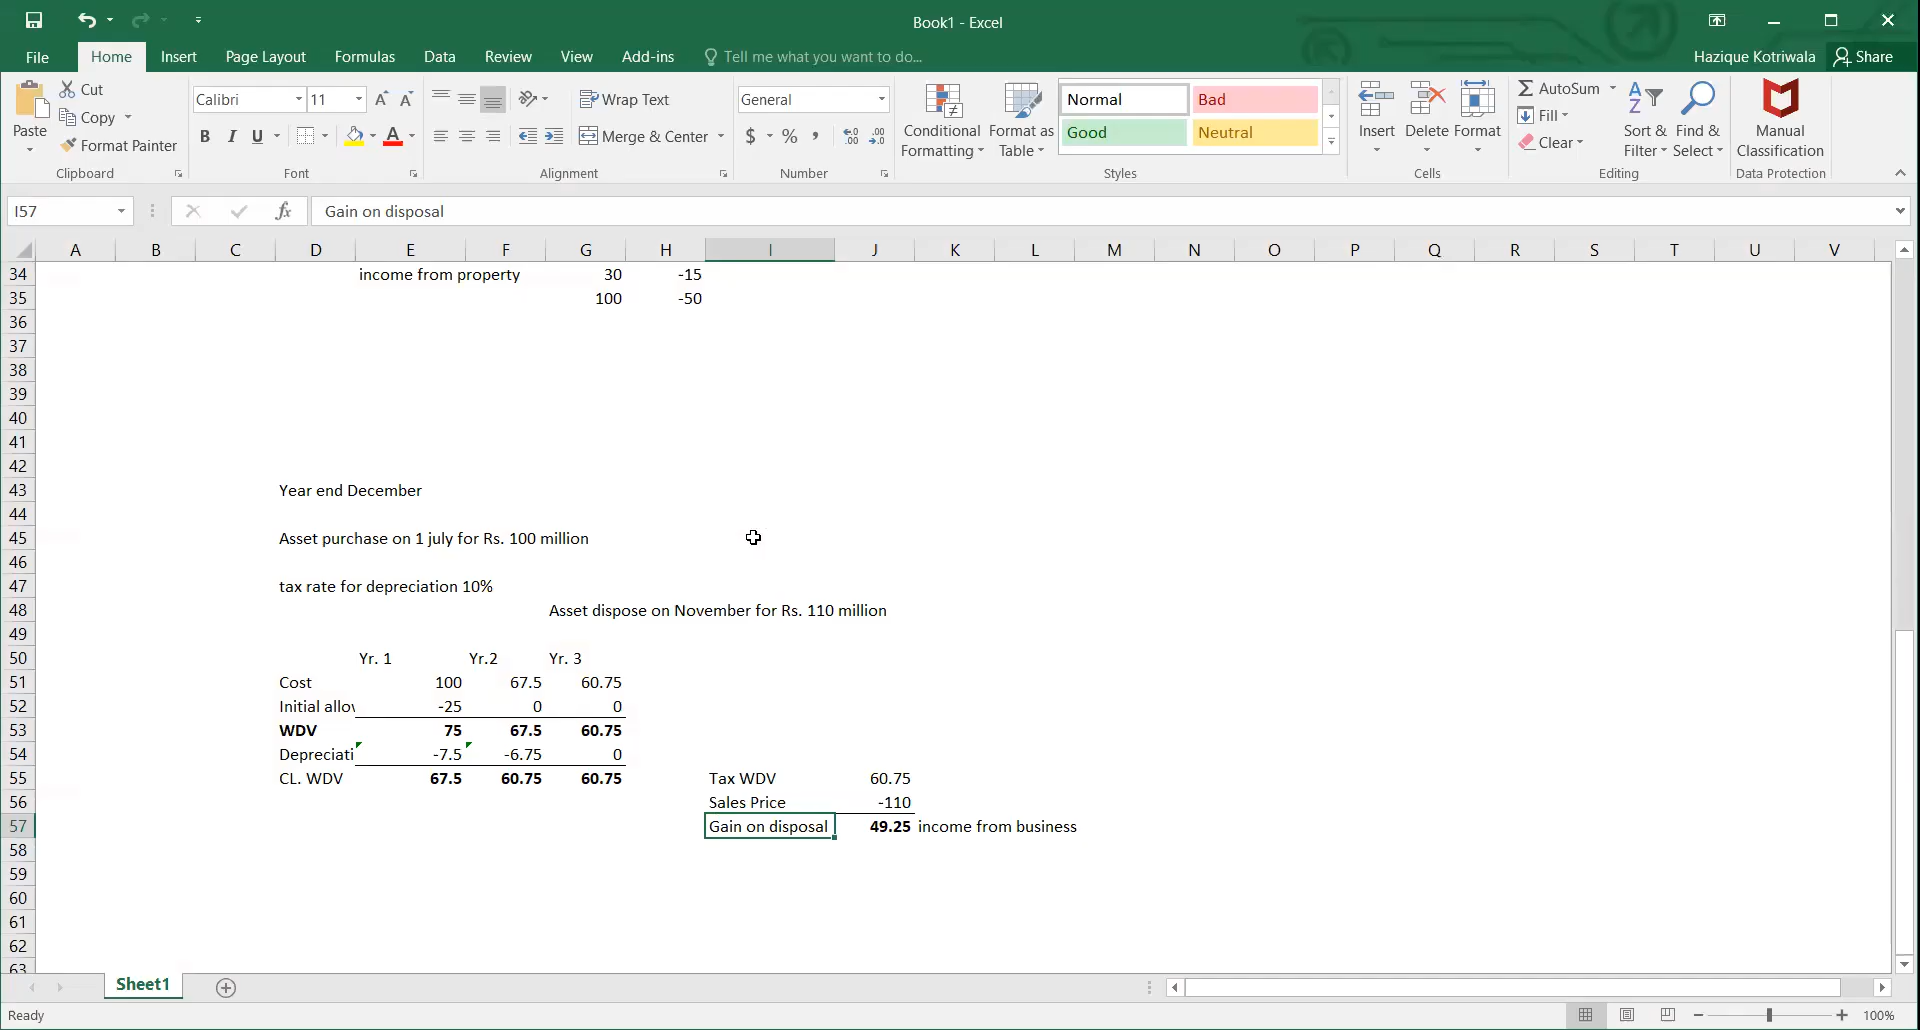 Book1 - Excel
File Home Insert Page Layout Formulas Data Review View Add-ins Tell me what you want to do... Hazique Kotriwala Share
Paste Cut Copy Format Painter Clipboard
Calibri 11 B I U A Font
Wrap Text Merge & Center Alignment
General $ % , Number
Conditional Formatting Format as Table Normal Bad Good Neutral Styles
Insert Delete Format Cells
AutoSum Fill Clear Sort & Filter Find & Select Editing
Manual Classification Data Protection
I57 fx Gain on disposal
A B C D E F G H I J K L M N O P Q R S T U V
34 income from property 30 -15
35 100 -50
36
37
38
39
40
41
42
43 Year end December
44
45 Asset purchase on 1 july for Rs. 100 million
46
47 tax rate for depreciation 10%
48 Asset dispose on November for Rs. 110 million
49
50 Yr. 1 Yr.2 Yr. 3
51 Cost 100 67.5 60.75
52 Initial allov -25 0 0
53 WDV 75 67.5 60.75
54 Depreciati -7.5 -6.75 0
55 CL. WDV 67.5 60.75 60.75 Tax WDV 60.75
56 Sales Price -110
57 Gain on disposal 49.25 income from business
58
59
60
61
62
63
Sheet1
Ready 100%